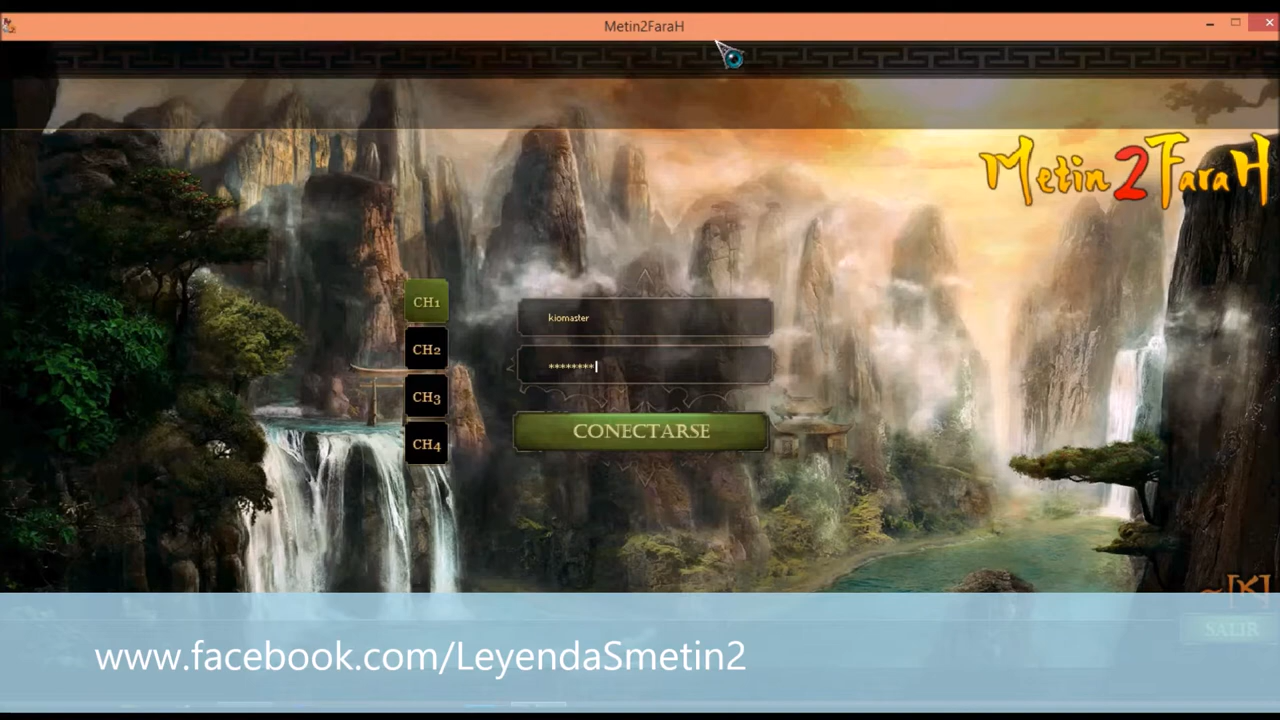 Metin2FaraH
Metin2FaraH
CH1
kiomaster
CH2
********
CH3
CONECTARSE
CH4
~[K]
SALIR
www.facebook.com/LeyendaSmetin2